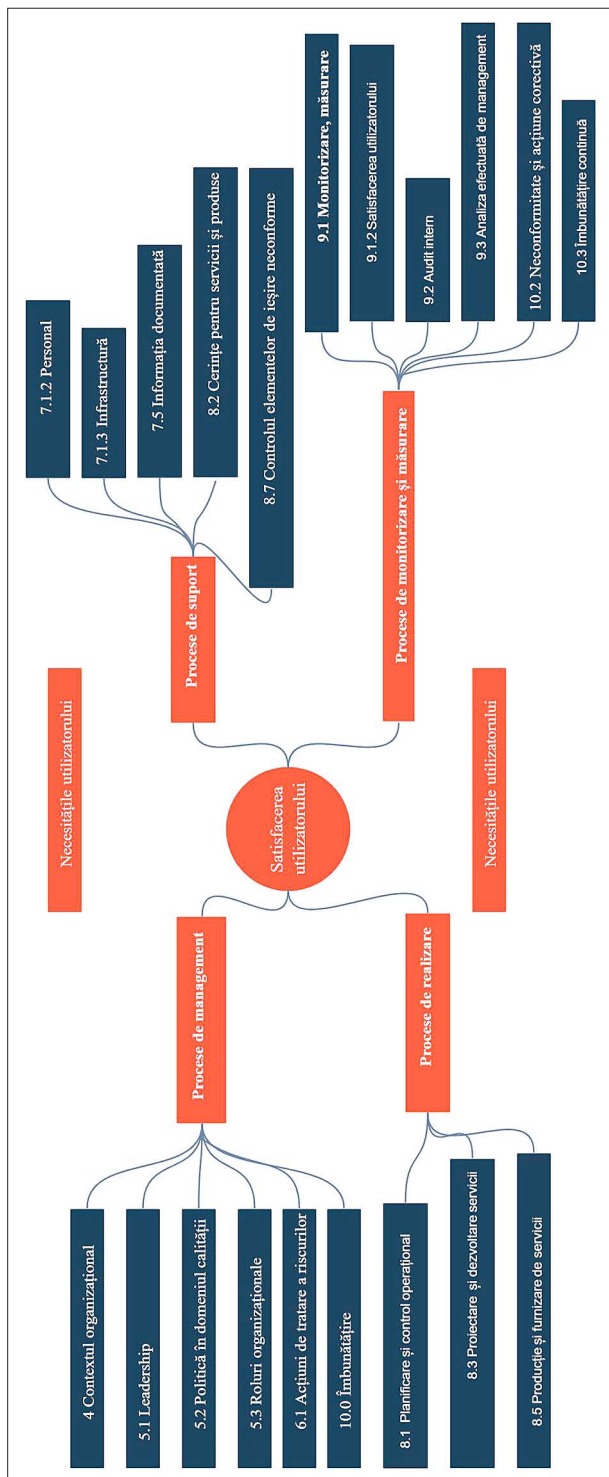 Necesitățile utilizatorului
Procese de management
4 Contextul organizațional
5.1 Leadership
5.2 Politică în domeniul calității
5.3 Roluri organizaționale
6.1 Acțiuni de tratare a riscurilor
10.0 Îmbunătățire
Procese de suport
7.1.2 Personal
7.1.3 Infrastructură
7.5 Informația documentată
8.2 Cerințe pentru servicii și produse
8.7 Controlul elementelor de ieșire neconforme
Satisfacerea
utilizatorului
Procese de realizare
8.1 Planificare și control operațional
8.3 Proiectare și dezvoltare servicii
8.5 Producție și furnizare de servicii
Procese de monitorizare și măsurare
9.1 Monitorizare, măsurare
9.1.2 Satisfacerea utilizatorului
9.2 Audit intern
9.3 Analiza efectuată de management
10.2 Neconformitate și acțiune corectivă
10.3 Îmbunătățire continuă
Necesitățile utilizatorului